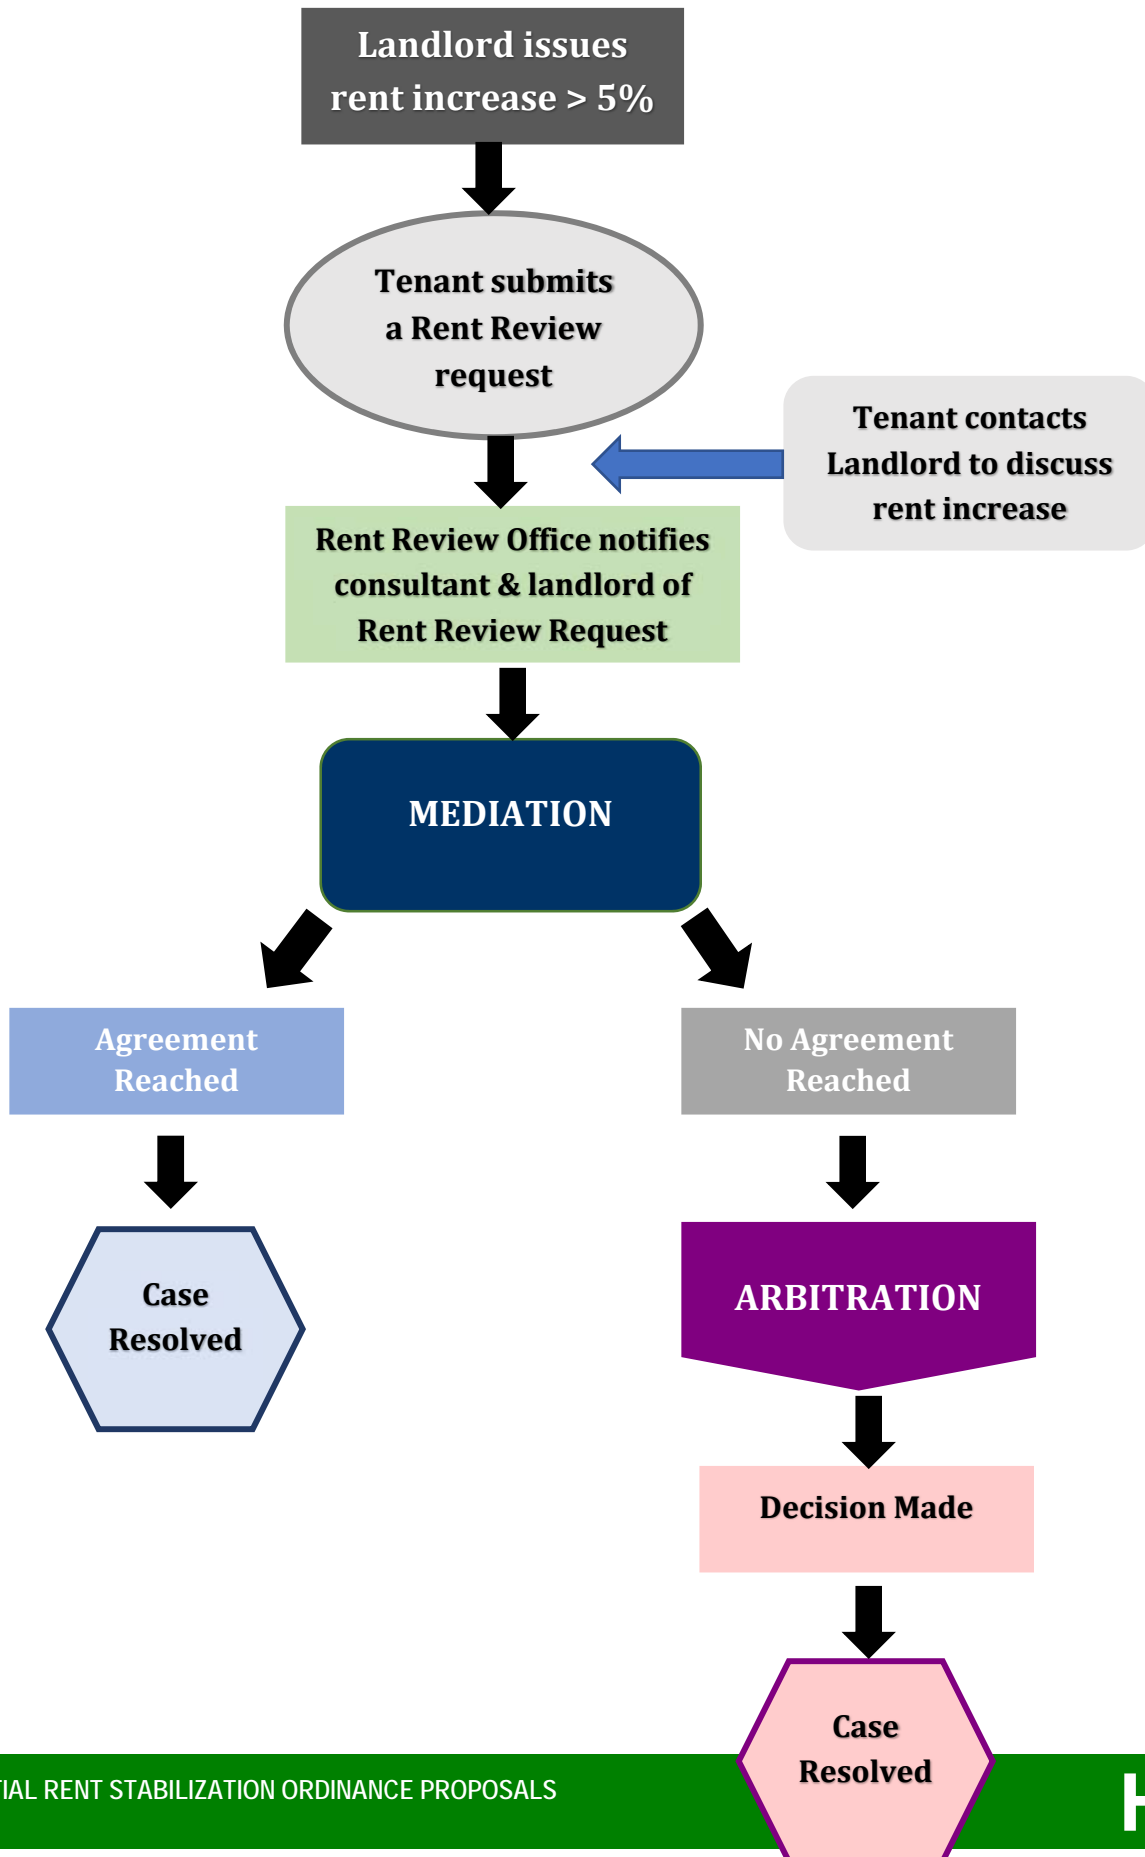 Landlord issues
rent increase > 5%
Tenant submits
a Rent Review
request
Tenant contacts
Landlord to discuss
rent increase
Rent Review Office notifies
consultant & landlord of
Rent Review Request
MEDIATION
Agreement
Reached
No Agreement
Reached
Case
Resolved
ARBITRATION
Decision Made
Case
Resolved
TIAL RENT STABILIZATION ORDINANCE PROPOSALS
H